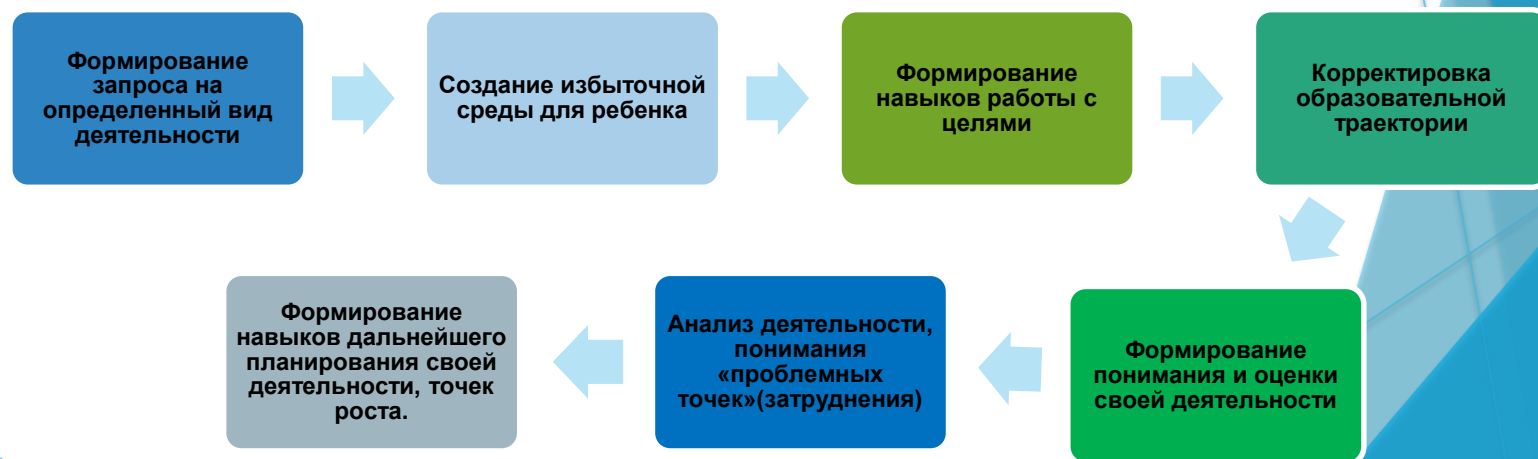 Формирование
запроса на
определенный вид
деятельности
Создание избыточной
среды для ребенка
Формирование
навыков работы с
целями
Корректировка
образовательной
траектории
Формирование
понимания и оценки
своей деятельности
Анализ деятельности,
понимания
«проблемных
точек»(затруднения)
Формирование
навыков дальнейшего
планирования своей
деятельности, точек
роста.